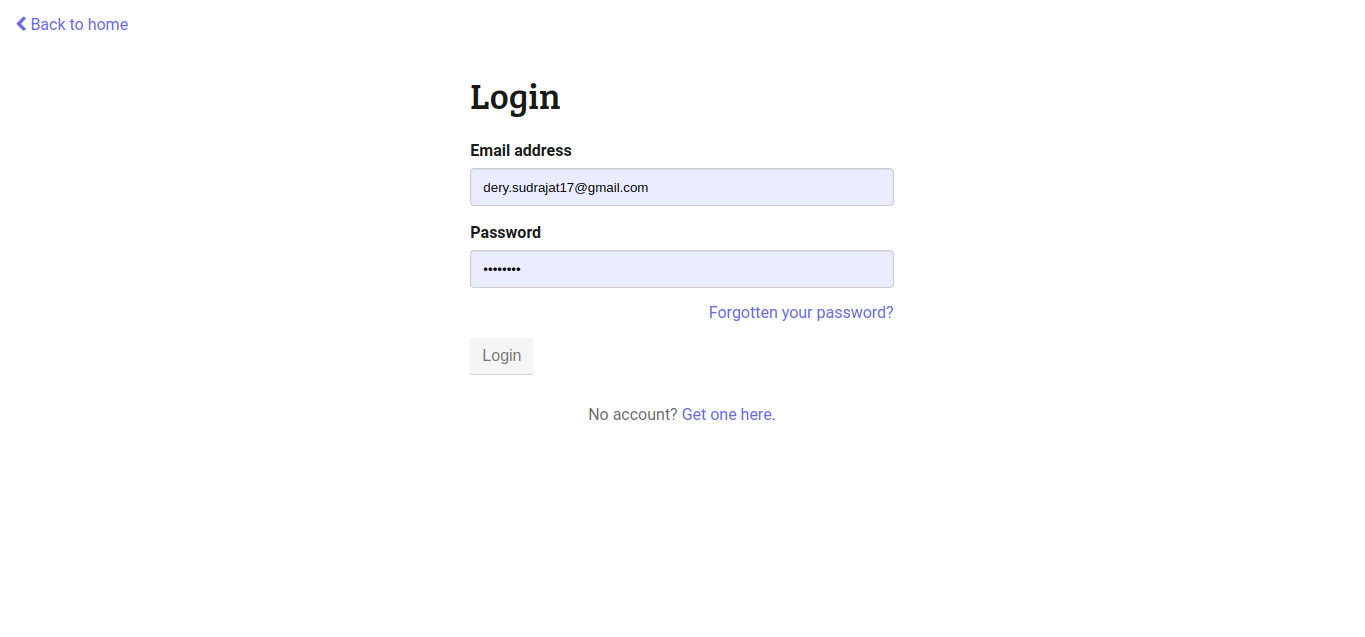 Back to home
Login
Email address
dery.sudrajat17@gmail.com
Password
••••••••
Forgotten your password?
Login
No account? Get one here.